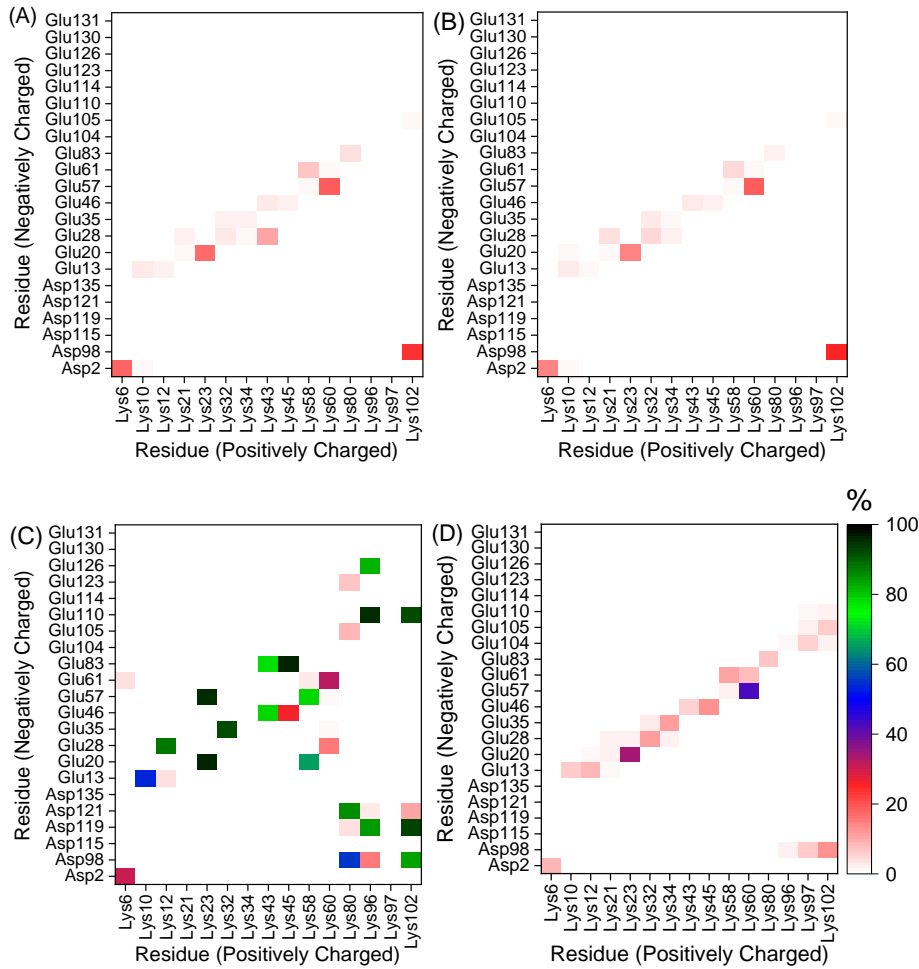 (A)
Glu131
Glu130
Glu126
Glu123
Glu114
Glu110
Glu105
Glu104
Glu83
Glu61
Glu57
Glu46
Glu35
Glu28
Glu20
Glu13
Asp135
Asp121
Asp119
Asp115
Asp98
Asp2
Residue (Negatively Charged)
Lys6
Lys10
Lys12
Lys21
Lys23
Lys32
Lys34
Lys43
Lys45
Lys58
Lys60
Lys80
Lys96
Lys97
Lys102
Residue (Positively Charged)
(B)
Glu131
Glu130
Glu126
Glu123
Glu114
Glu110
Glu105
Glu104
Glu83
Glu61
Glu57
Glu46
Glu35
Glu28
Glu20
Glu13
Asp135
Asp121
Asp119
Asp115
Asp98
Asp2
Residue (Negatively Charged)
Lys6
Lys10
Lys12
Lys21
Lys23
Lys32
Lys34
Lys43
Lys45
Lys58
Lys60
Lys80
Lys96
Lys97
Lys102
Residue (Positively Charged)
(C)
Glu131
Glu130
Glu126
Glu123
Glu114
Glu110
Glu105
Glu104
Glu83
Glu61
Glu57
Glu46
Glu35
Glu28
Glu20
Glu13
Asp135
Asp121
Asp119
Asp115
Asp98
Asp2
Residue (Negatively Charged)
Lys6
Lys10
Lys12
Lys21
Lys23
Lys32
Lys34
Lys43
Lys45
Lys58
Lys60
Lys80
Lys96
Lys97
Lys102
Residue (Positively Charged)
(D)
Glu131
Glu130
Glu126
Glu123
Glu114
Glu110
Glu105
Glu104
Glu83
Glu61
Glu57
Glu46
Glu35
Glu28
Glu20
Glu13
Asp135
Asp121
Asp119
Asp115
Asp98
Asp2
Residue (Negatively Charged)
Lys6
Lys10
Lys12
Lys21
Lys23
Lys32
Lys34
Lys43
Lys45
Lys58
Lys60
Lys80
Lys96
Lys97
Lys102
Residue (Positively Charged)
%
100
80
60
40
20
0